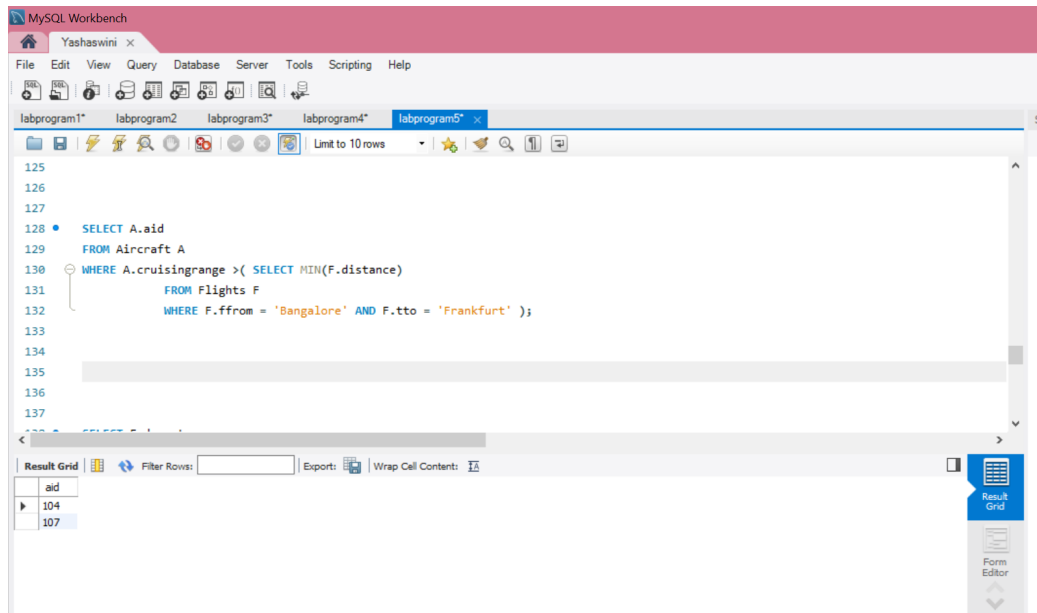 MySQL Workbench
Yashaswini
File Edit View Query Database Server Tools Scripting Help
labprogram1* labprogram2 labprogram3* labprogram4* labprogram5*
Limit to 10 rows
125
126
127
128 SELECT A.aid
129 FROM Aircraft A
130 WHERE A.cruisingrange >( SELECT MIN(F.distance)
131 FROM Flights F
132 WHERE F.ffrom = 'Bangalore' AND F.tto = 'Frankfurt' );
133
134
135
136
137
Result Grid Filter Rows: Export: Wrap Cell Content:
aid
104
107
Result
Grid
Form
Editor